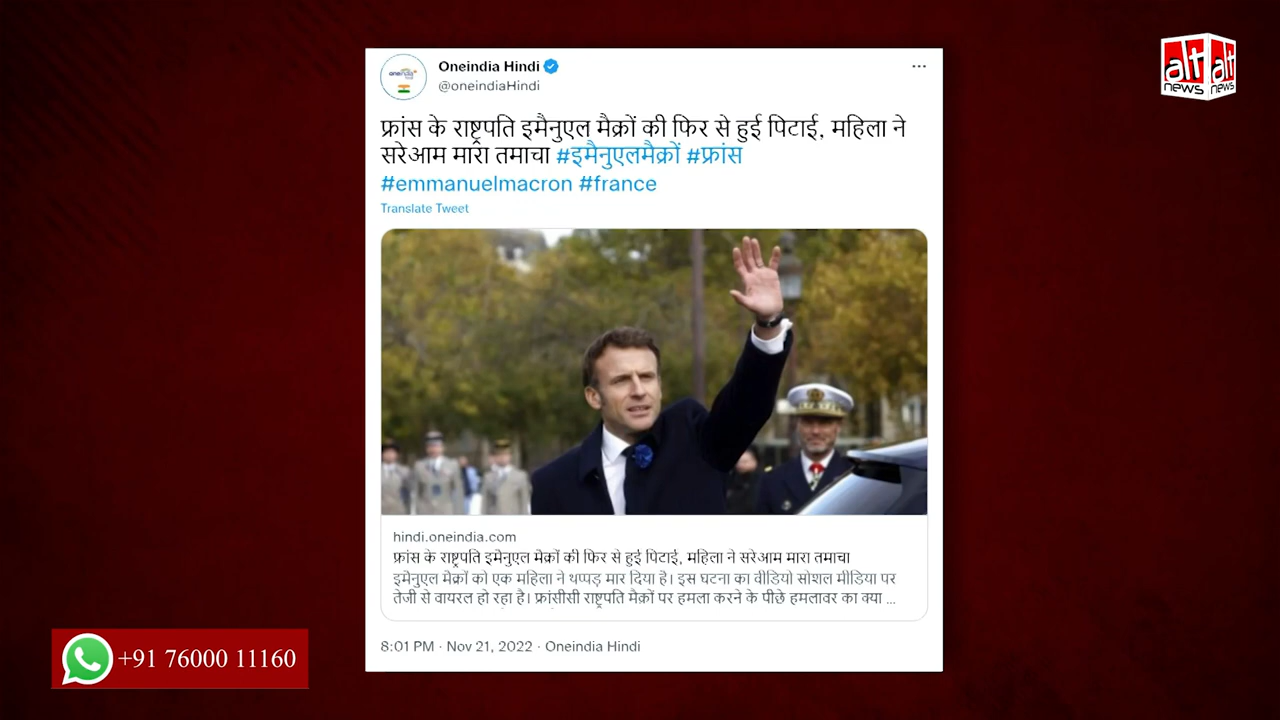 Oneindia Hindi
@oneindiaHindi
फ्रांस के राष्ट्रपति इमैनुएल मैक्रों की फिर से हुई पिटाई, महिला ने
सरेआम मारा तमाचा #इमैनुएलमैक्रों #फ्रांस
#emmanuelmacron #france
Translate Tweet
hindi.oneindia.com
फ्रांस के राष्ट्रपति इमैनुएल मैक्रों की फिर से हुई पिटाई, महिला ने सरेआम मारा तमाचा
इमैनुएल मैक्रों को एक महिला ने थप्पड़ मार दिया है। इस घटना का वीडियो सोशल मीडिया पर
तेजी से वायरल हो रहा है। फ्रांसीसी राष्ट्रपति मैक्रों पर हमला करने के पीछे हमलावर का क्या ...
8:01 PM · Nov 21, 2022 · Oneindia Hindi
alt alt
news news
+91 76000 11160